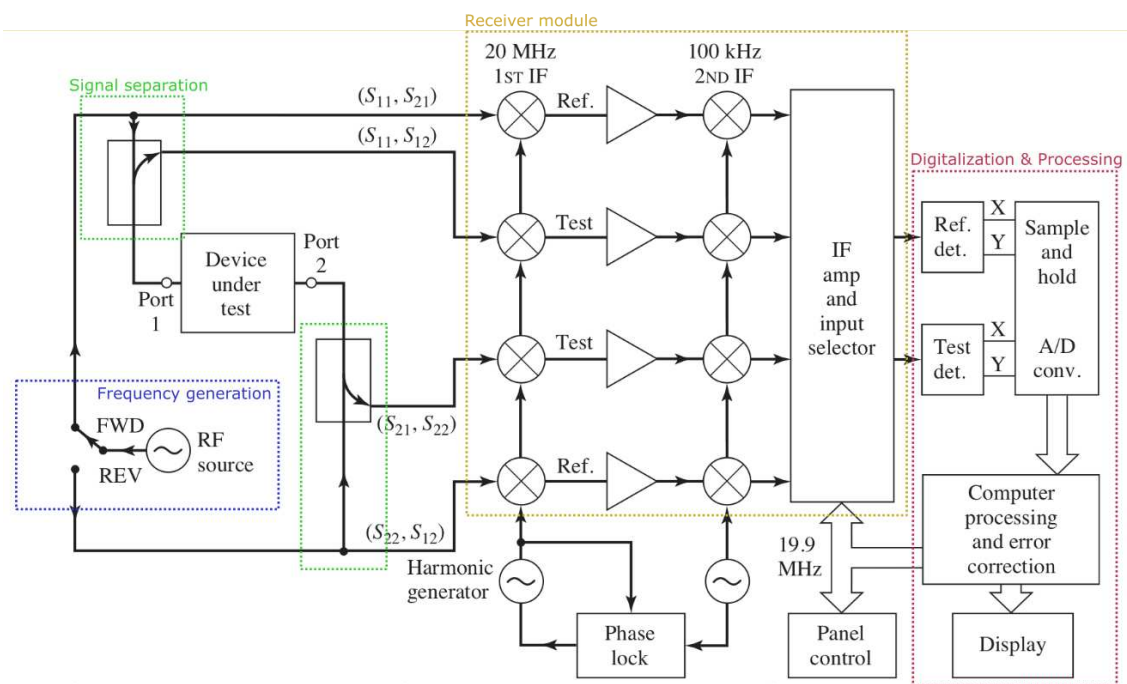 Receiver module
20 MHz
1ST IF
100 kHz
2ND IF
Signal separation
(S11, S21)
Ref.
(S11, S12)
Digitalization & Processing
Test
Port
2
Device
under
test
Port
1
IF
amp
and
input
selector
Ref.
det.
X
Y
Sample
and
hold
Test
Test
det.
X
Y
A/D
conv.
Frequency generation
FWD
REV
RF
source
(S21, S22)
Ref.
(S22, S12)
Harmonic
generator
19.9
MHz
Computer
processing
and error
correction
Phase
lock
Panel
control
Display